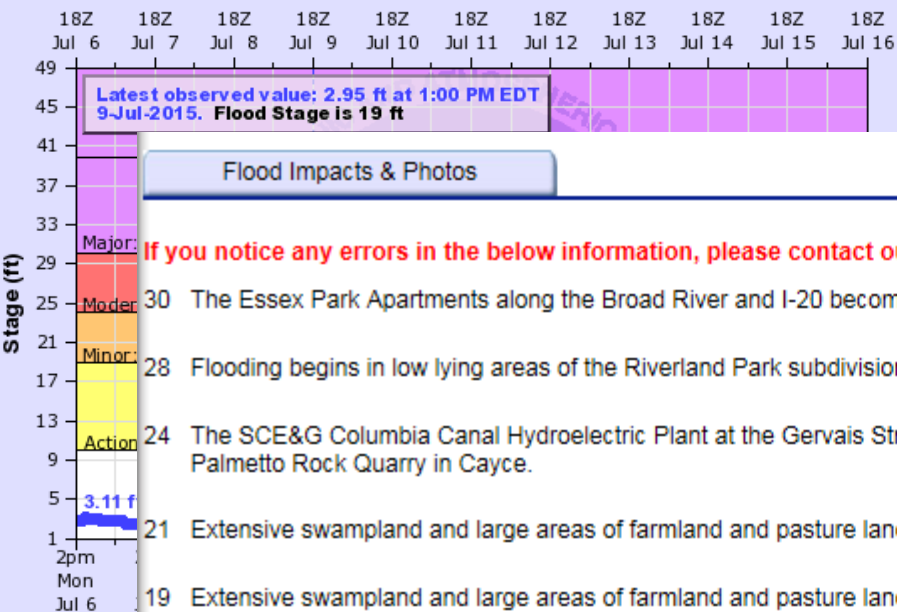 18Z 18Z 18Z 18Z 18Z 18Z 18Z 18Z 18Z 18Z 18Z
Jul 6 Jul 7 Jul 8 Jul 9 Jul 10 Jul 11 Jul 12 Jul 13 Jul 14 Jul 15 Jul 16
49
Latest observed value: 2.95 ft at 1:00 PM EDT
45
9-Jul-2015. Flood Stage is 19 ft
41
Flood Impacts & Photos
37
33
Major:
If you notice any errors in the below information, please contact ou
29
Stage (ft)
25
Moder
30 The Essex Park Apartments along the Broad River and I-20 becom
21
Minor:
28 Flooding begins in low lying areas of the Riverland Park subdivision
17
13
24 The SCE&G Columbia Canal Hydroelectric Plant at the Gervais Str
Action
9
Palmetto Rock Quarry in Cayce.
5
3.11 f
21 Extensive swampland and large areas of farmland and pasture lan
1
2pm
Mon
Jul 6
19 Extensive swampland and large areas of farmland and pasture lan